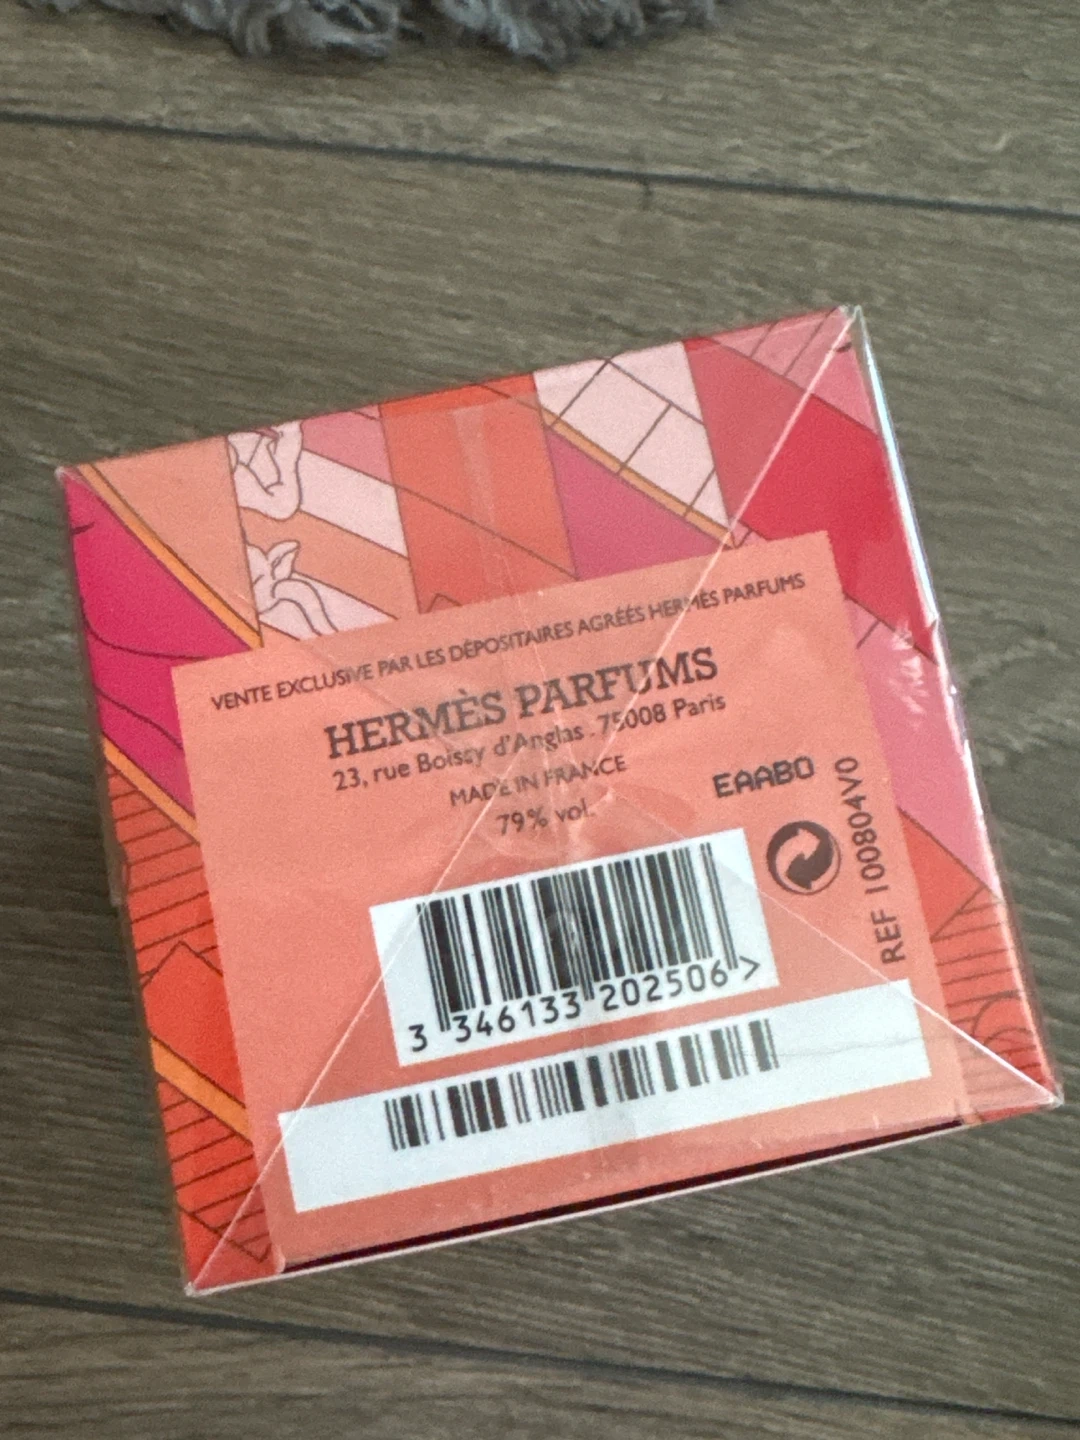 VENTE EXCLUSIVE PAR LES DÉPOSITAIRES AGRÉÉS HERMÈS PARFUMS
HERMÈS PARFUMS
23, rue Boissy d'Anglas . 75008 Paris
MADE IN FRANCE
79% vol.
EAABO
REF 100804V0
3 346133 202506 >